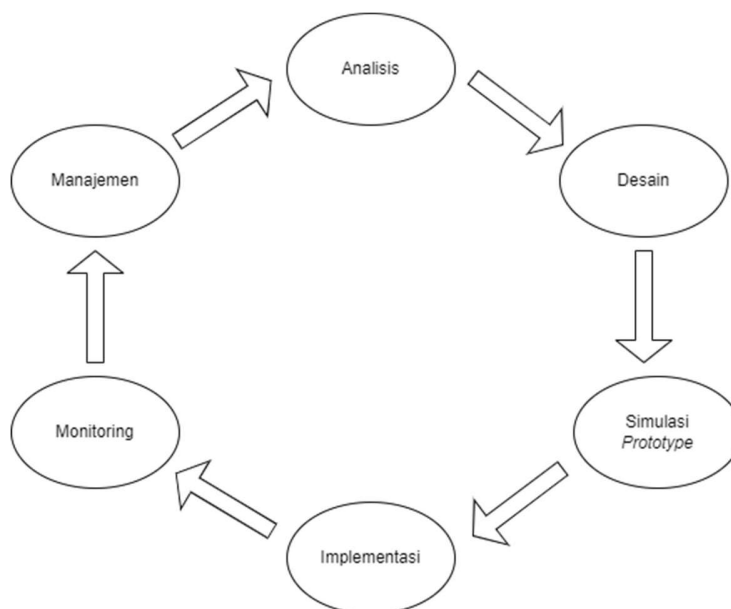 Analisis
Desain
Simulasi
Prototype
Implementasi
Monitoring
Manajemen